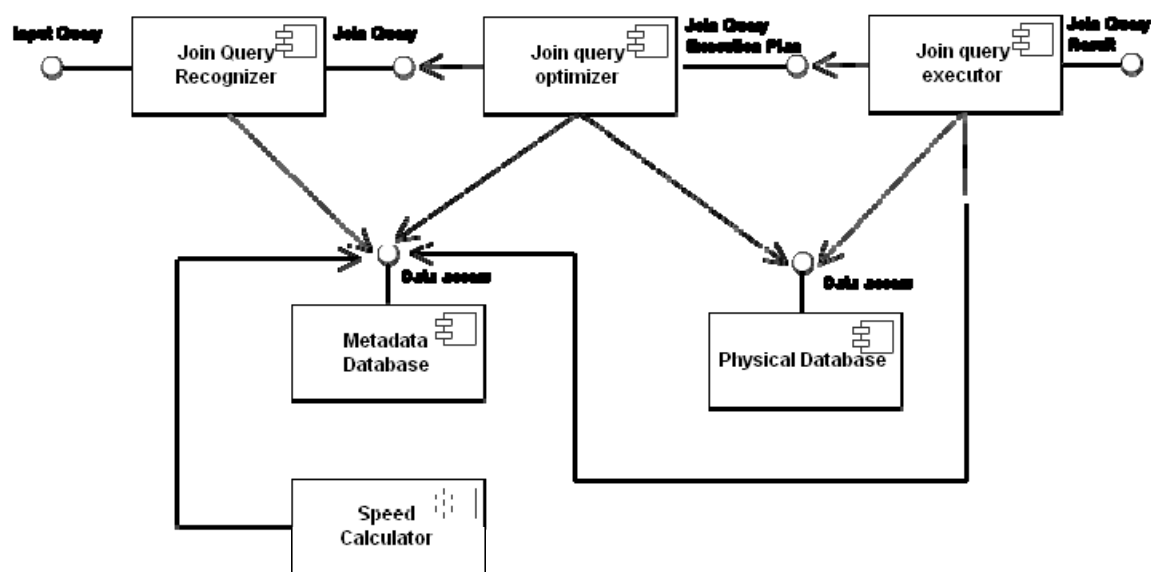 Input Query
Join Query
Recognizer
Join Query
Join query
optimizer
Join Query
Execution Plan
Join query
executor
Join Query
Result
Data access
Data access
Metadata
Database
Physical Database
Speed
Calculator